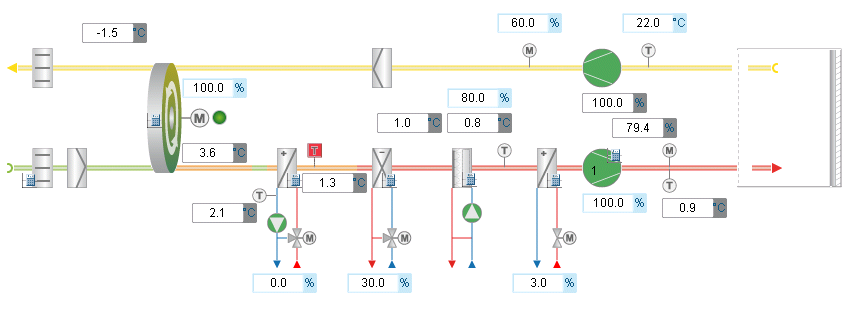 60.0 %
22.0 °C
-1.5 °C
M
T
100.0 %
80.0 %
100.0 %
M
1.0 °C
0.8 °C
79.4 %
3.6 °C
T
T
M
+
−
+
1
1.3 °C
T
T
2.1 °C
100.0 %
0.9 °C
M
M
M
0.0 %
30.0 %
3.0 %